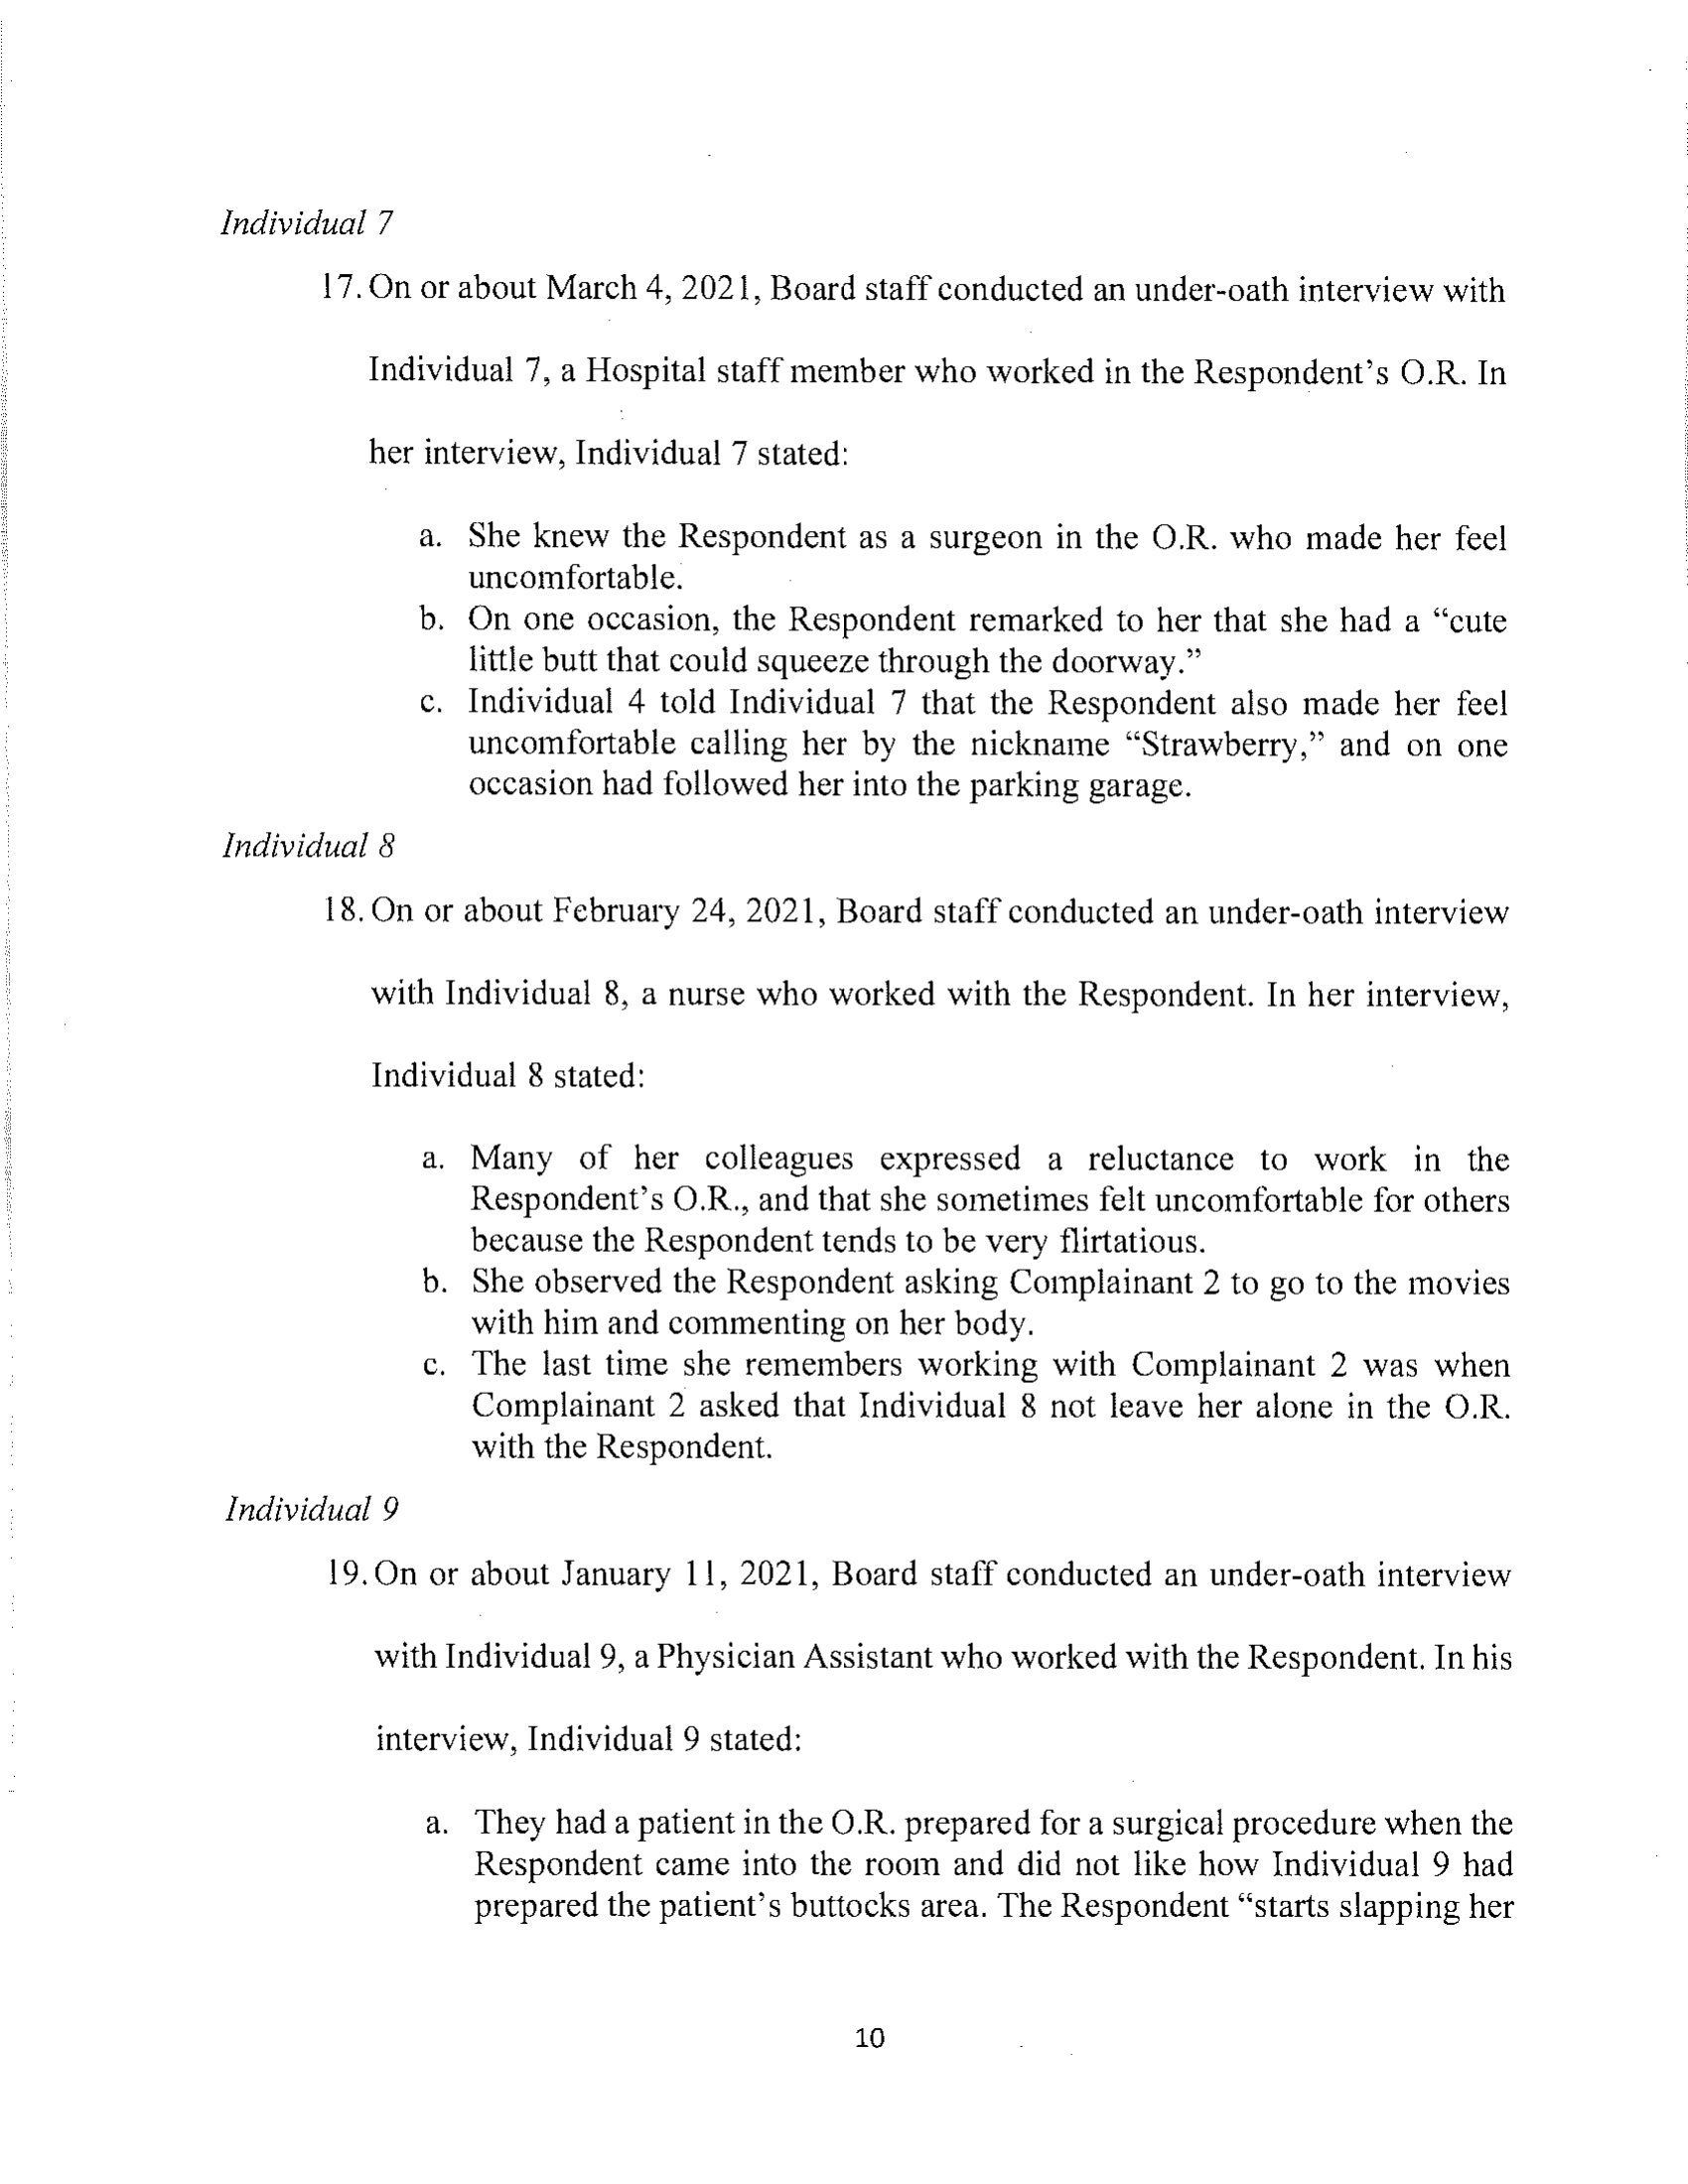 Individual 7
17. On or about March 4, 2021, Board staff conducted an under-oath interview with
Individual 7, a Hospital staff member who worked in the Respondent's O.R. In
her interview, Individual 7 stated:
a. She knew the Respondent as a surgeon in the O.R. who made her feel
uncomfortable.
b. On one occasion, the Respondent remarked to her that she had a “cute
little butt that could squeeze through the doorway.”
c. Individual 4 told Individual 7 that the Respondent also made her feel
uncomfortable calling her by the nickname “Strawberry,” and on one
occasion had followed her into the parking garage.
Individual 8
18. On or about February 24, 2021, Board staff conducted an under-oath interview
with Individual 8, a nurse who worked with the Respondent. In her interview,
Individual 8 stated:
a. Many of her colleagues expressed a reluctance to work in the
Respondent's O.R., and that she sometimes felt uncomfortable for others
because the Respondent tends to be very flirtatious.
b. She observed the Respondent asking Complainant 2 to go to the movies
with him and commenting on her body.
c. The last time she remembers working with Complainant 2 was when
Complainant 2 asked that Individual 8 not leave her alone in the O.R.
with the Respondent.
Individual 9
19. On or about January 11, 2021, Board staff conducted an under-oath interview
with Individual 9, a Physician Assistant who worked with the Respondent. In his
interview, Individual 9 stated:
a. They had a patient in the O.R. prepared for a surgical procedure when the
Respondent came into the room and did not like how Individual 9 had
prepared the patient's buttocks area. The Respondent “starts slapping her
10